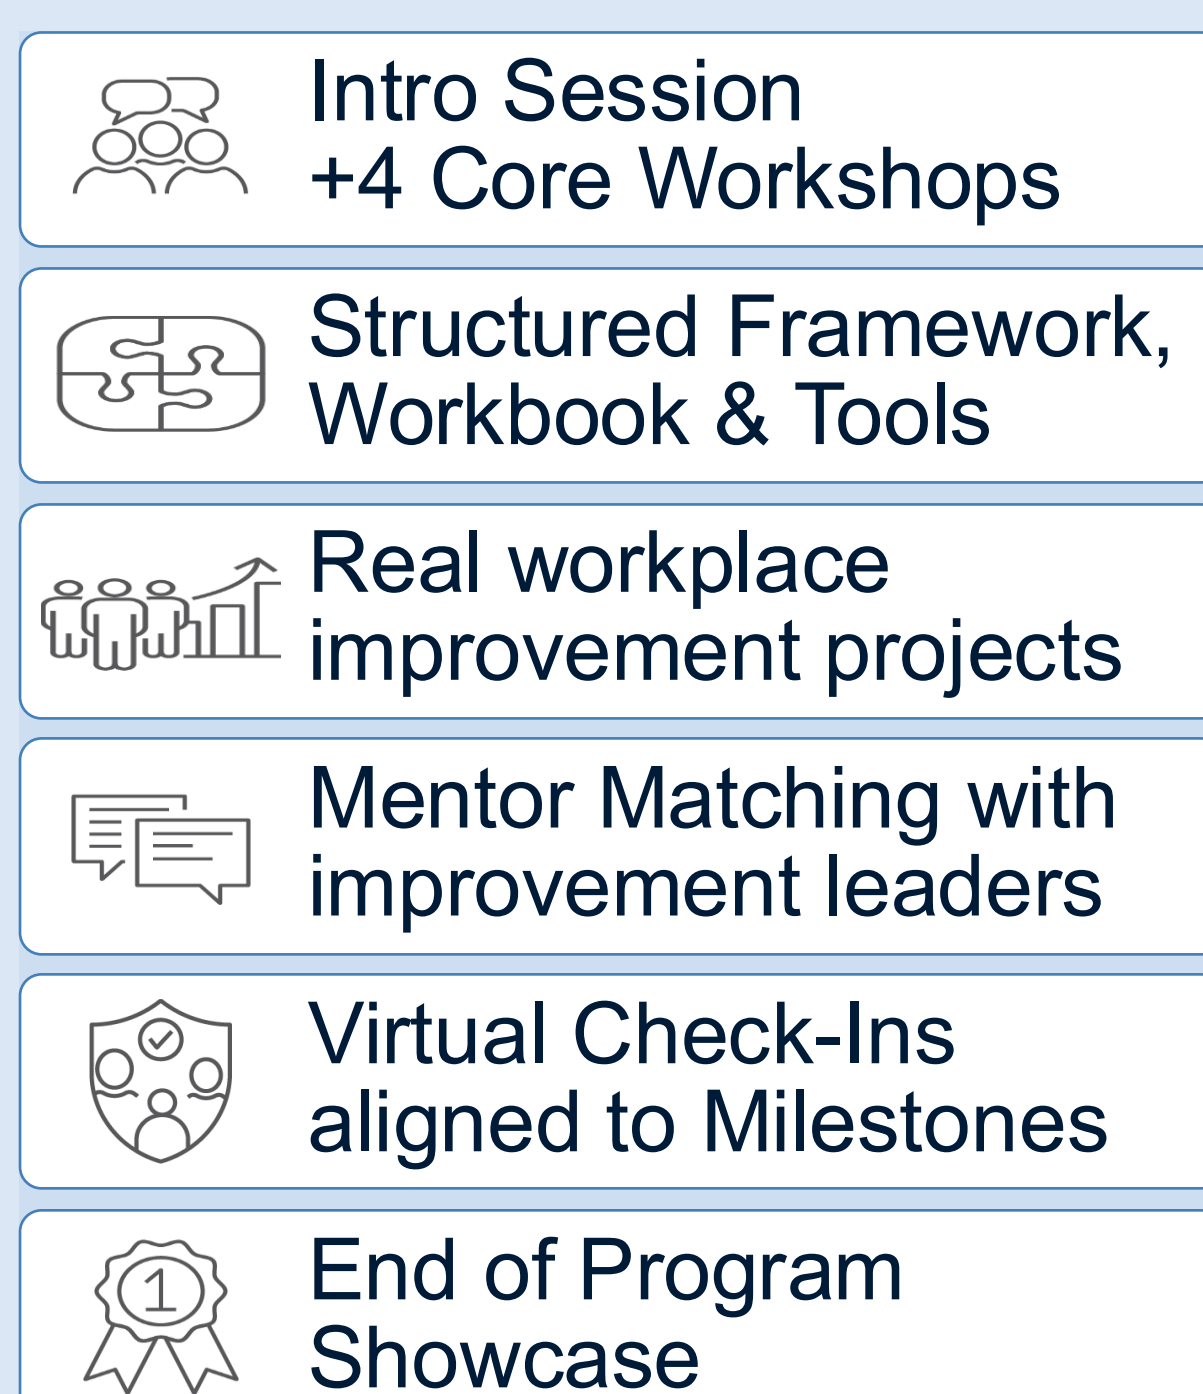 Intro Session
+4 Core Workshops
Structured Framework,
Workbook & Tools
Real workplace
improvement projects
Mentor Matching with
improvement leaders
Virtual Check-Ins
aligned to Milestones
1
End of Program
Showcase